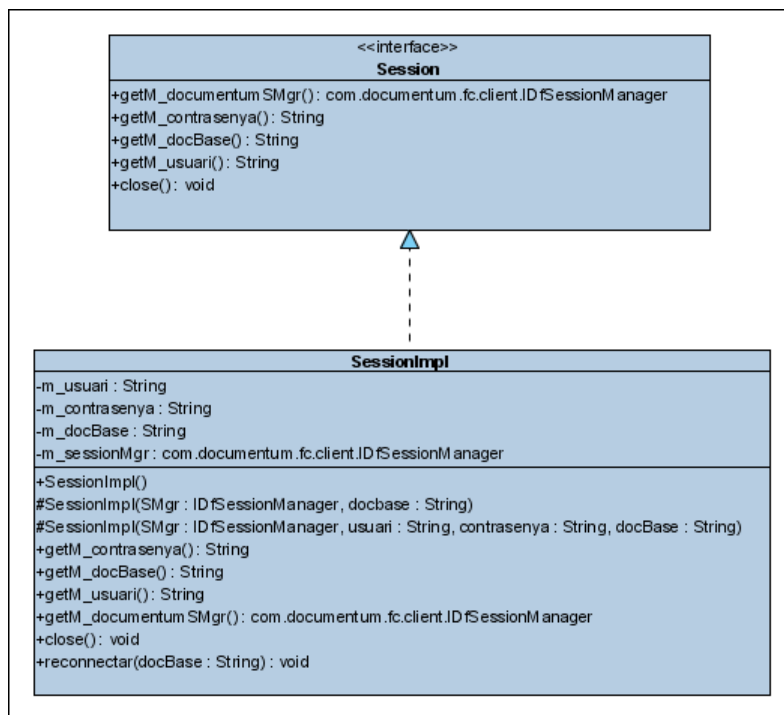 <<interface>>
Session
+getM_documentumSMgr() : com.documentum.fc.client.IDfSessionManager
+getM_contrasenya() : String
+getM_docBase() : String
+getM_usuari() : String
+close() : void
SessionImpl
-m_usuari : String
-m_contrasenya : String
-m_docBase : String
-m_sessionMgr : com.documentum.fc.client.IDfSessionManager
+SessionImpl()
#SessionImpl(SMgr : IDfSessionManager, docbase : String)
#SessionImpl(SMgr : IDfSessionManager, usuari : String, contrasenya : String, docBase : String)
+getM_contrasenya() : String
+getM_docBase() : String
+getM_usuari() : String
+getM_documentumSMgr() : com.documentum.fc.client.IDfSessionManager
+close() : void
+reconnectar(docBase : String) : void